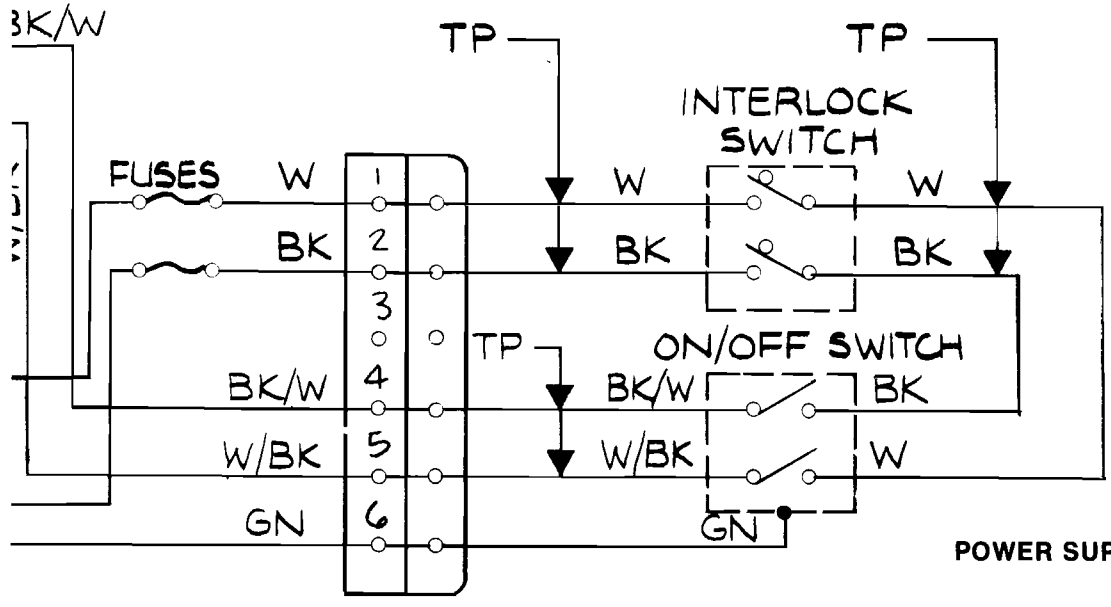 BK/W
TP
TP
INTERLOCK
SWITCH
FUSES
W
1
W
W
W/BK
BK
2
BK
BK
3
TP
ON/OFF SWITCH
BK/W
4
BK/W
BK
W/BK
5
W/BK
W
GN
6
GN
POWER SUP